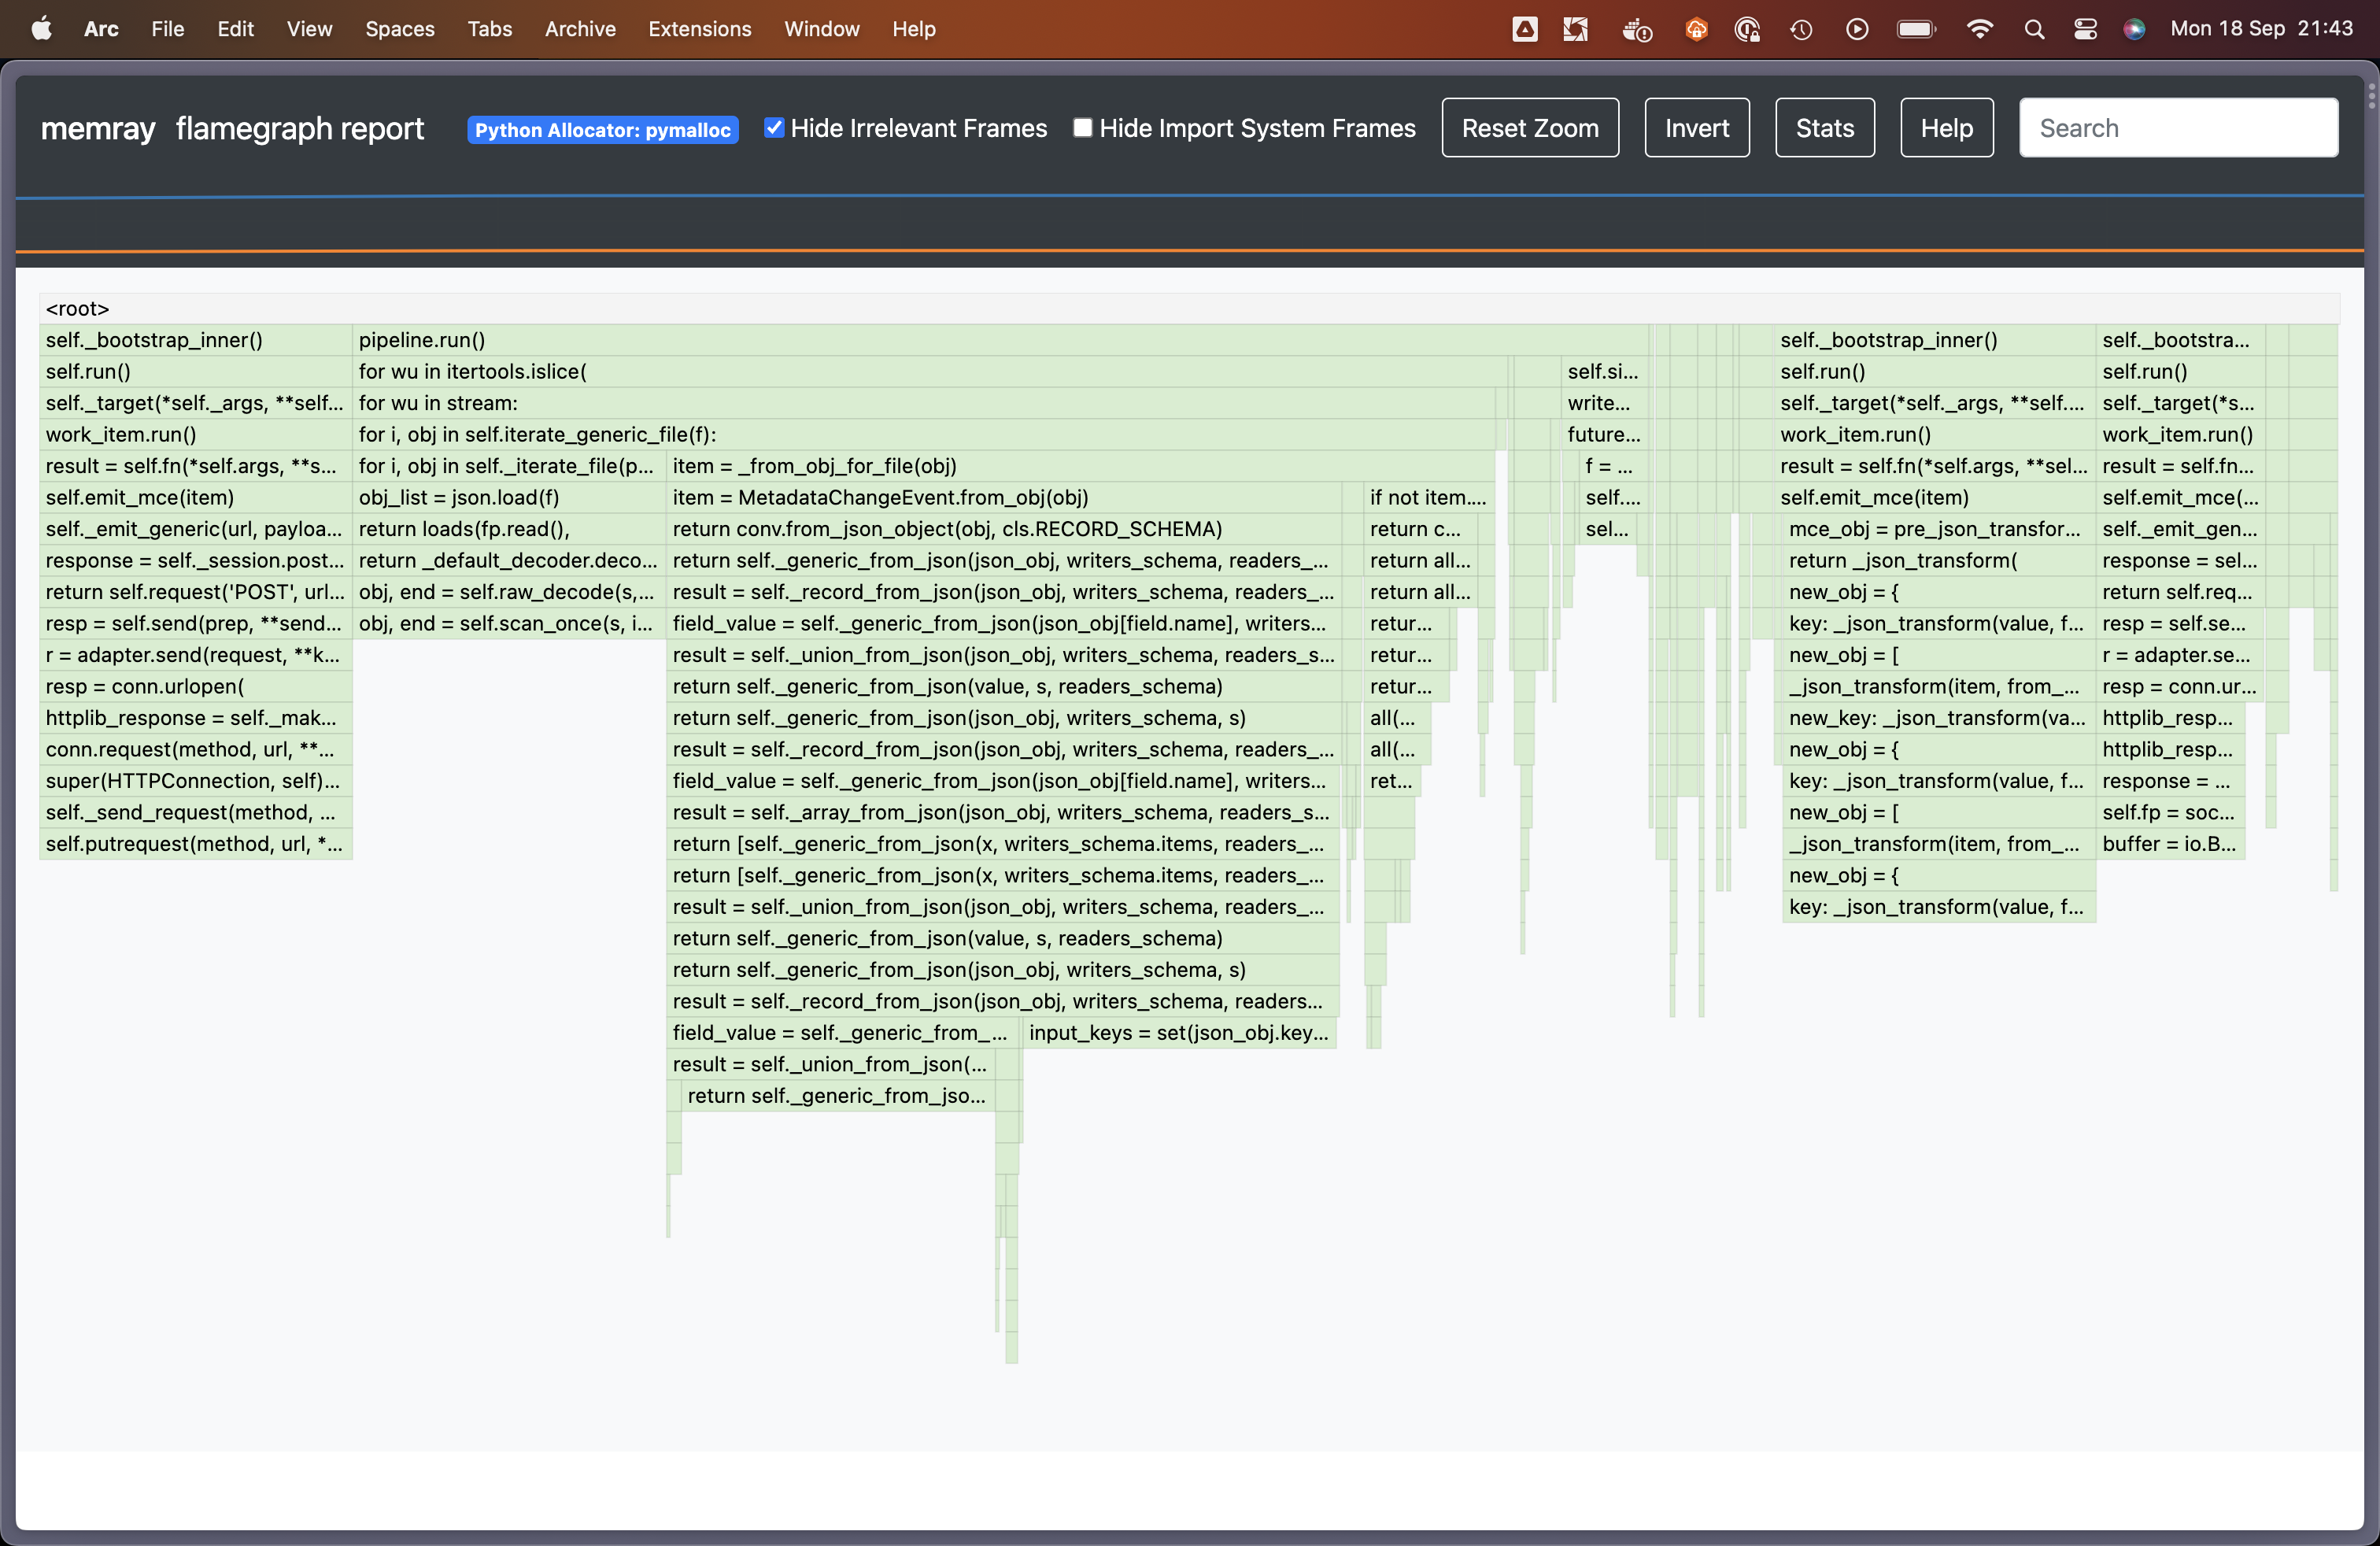 Arc File Edit View Spaces Tabs Archive Extensions Window Help Mon 18 Sep 21:43
memray flamegraph report Python Allocator: pymalloc Hide Irrelevant Frames Hide Import System Frames Reset Zoom Invert Stats Help Search
<root>
self._bootstrap_inner() pipeline.run() self._bootstrap_inner() self._bootstra...
self.run() for wu in itertools.islice( self.si... self.run() self.run()
self._target(*self._args, **self... for wu in stream: write... self._target(*self._args, **self.... self._target(*s...
work_item.run() for i, obj in self.iterate_generic_file(f): future... work_item.run() work_item.run()
result = self.fn(*self.args, **s... for i, obj in self._iterate_file(p... item = _from_obj_for_file(obj) f = ... result = self.fn(*self.args, **sel... result = self.fn...
self.emit_mce(item) obj_list = json.load(f) item = MetadataChangeEvent.from_obj(obj) if not item.... self.... self.emit_mce(item) self.emit_mce(...
self._emit_generic(url, payloa... return loads(fp.read(), return conv.from_json_object(obj, cls.RECORD_SCHEMA) return c... sel... mce_obj = pre_json_transfor... self._emit_gen...
response = self._session.post... return _default_decoder.deco... return self._generic_from_json(json_obj, writers_schema, readers_... return all... return _json_transform( response = sel...
return self.request('POST', url... obj, end = self.raw_decode(s,... result = self._record_from_json(json_obj, writers_schema, readers_... return all... new_obj = { return self.req...
resp = self.send(prep, **send... obj, end = self.scan_once(s, i... field_value = self._generic_from_json(json_obj[field.name], writers... retur... key: _json_transform(value, f... resp = self.se...
r = adapter.send(request, **k... result = self._union_from_json(json_obj, writers_schema, readers_s... retur... new_obj = [ r = adapter.se...
resp = conn.urlopen( return self._generic_from_json(value, s, readers_schema) retur... _json_transform(item, from_... resp = conn.ur...
httplib_response = self._mak... return self._generic_from_json(json_obj, writers_schema, s) all(... new_key: _json_transform(va... httplib_resp...
conn.request(method, url, **... result = self._record_from_json(json_obj, writers_schema, readers_... all(... new_obj = { httplib_resp...
super(HTTPConnection, self)... field_value = self._generic_from_json(json_obj[field.name], writers... ret... key: _json_transform(value, f... response = ...
self._send_request(method, ... result = self._array_from_json(json_obj, writers_schema, readers_s... new_obj = [ self.fp = soc...
self.putrequest(method, url, *... return [self._generic_from_json(x, writers_schema.items, readers_... _json_transform(item, from_... buffer = io.B...
return [self._generic_from_json(x, writers_schema.items, readers_... new_obj = {
result = self._union_from_json(json_obj, writers_schema, readers_... key: _json_transform(value, f...
return self._generic_from_json(value, s, readers_schema)
return self._generic_from_json(json_obj, writers_schema, s)
result = self._record_from_json(json_obj, writers_schema, readers...
field_value = self._generic_from_... input_keys = set(json_obj.key...
result = self._union_from_json(...
return self._generic_from_jso...